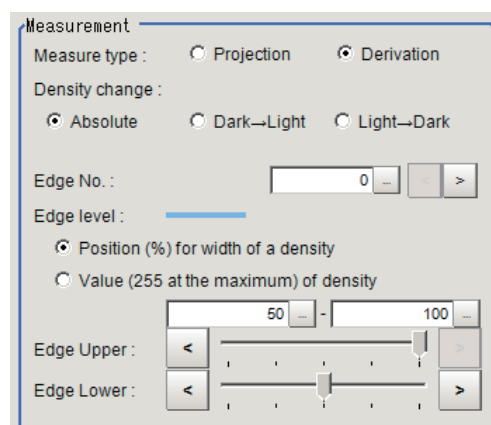 Measurement
Measure type : Projection Derivation
Density change :
Absolute Dark→Light Light→Dark
Edge No. : 0 ... < >
Edge level :
Position (%) for width of a density
Value (255 at the maximum) of density
50 ... - 100 ...
Edge Upper : < >
Edge Lower : < >